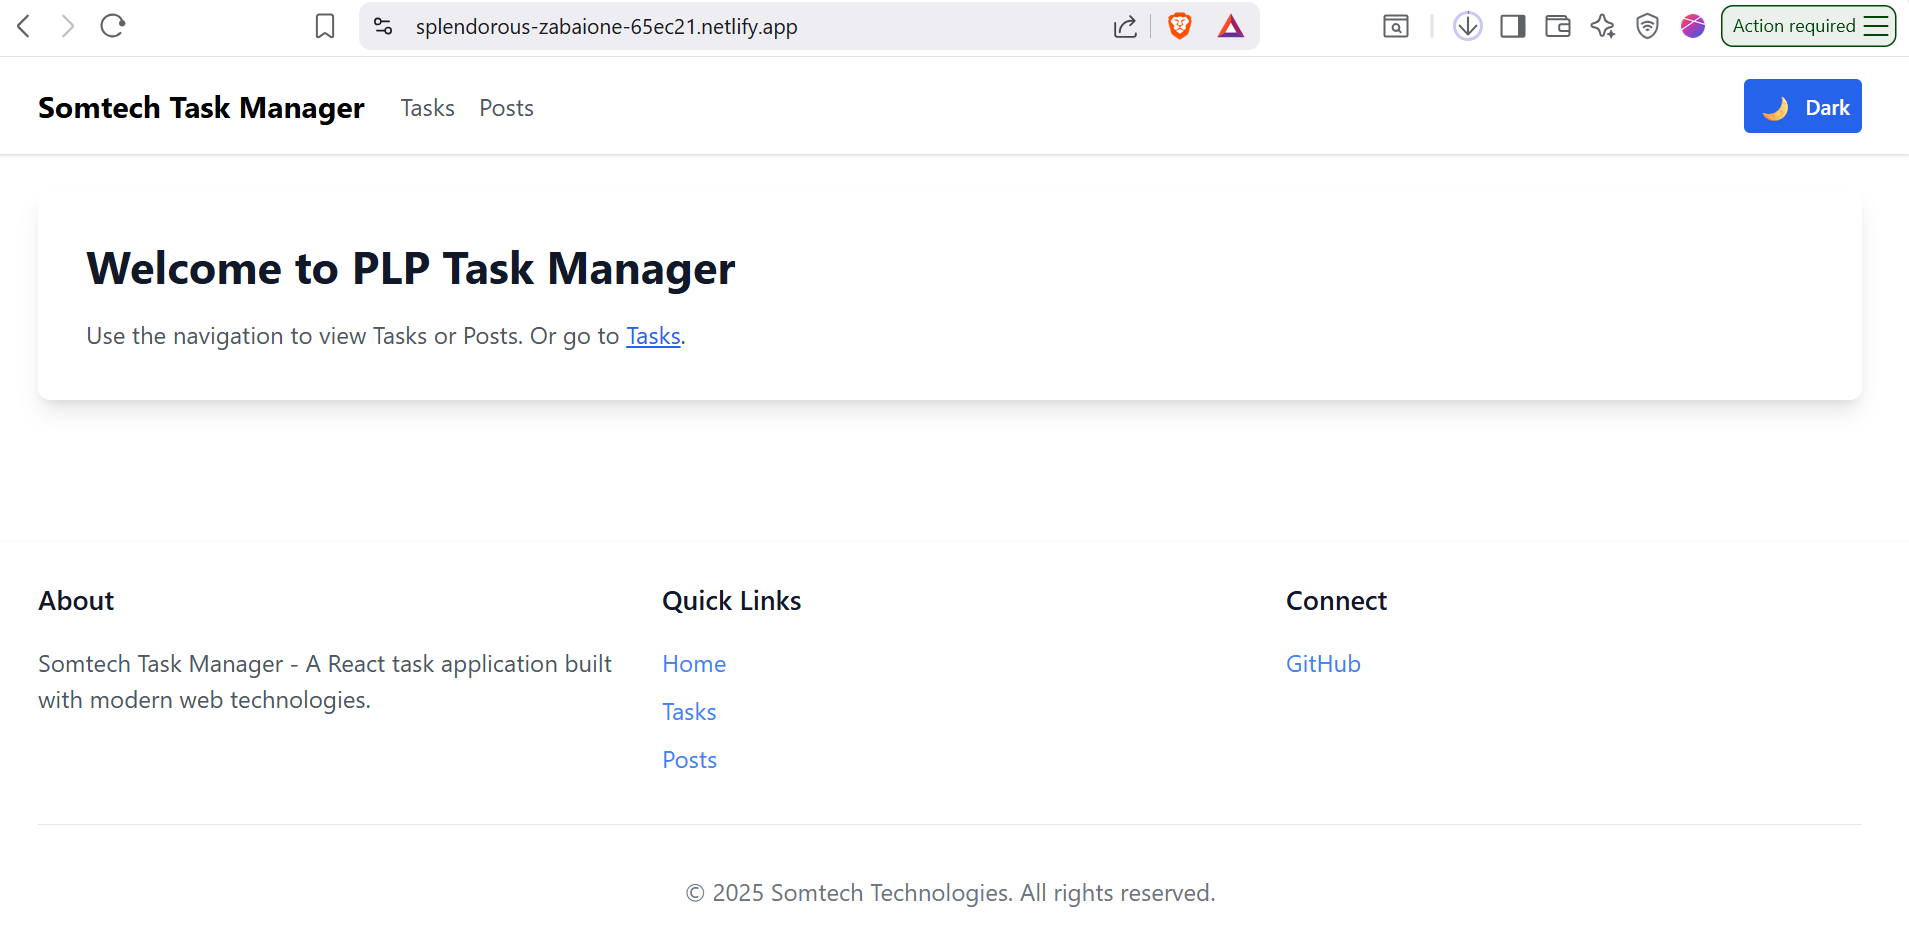 splendorous-zabaione-65ec21.netlify.app
Action required
Somtech Task Manager
Tasks
Posts
🌙 Dark
Welcome to PLP Task Manager
Use the navigation to view Tasks or Posts. Or go to Tasks.
About
Somtech Task Manager - A React task application built
with modern web technologies.
Quick Links
Home
Tasks
Posts
Connect
GitHub
© 2025 Somtech Technologies. All rights reserved.